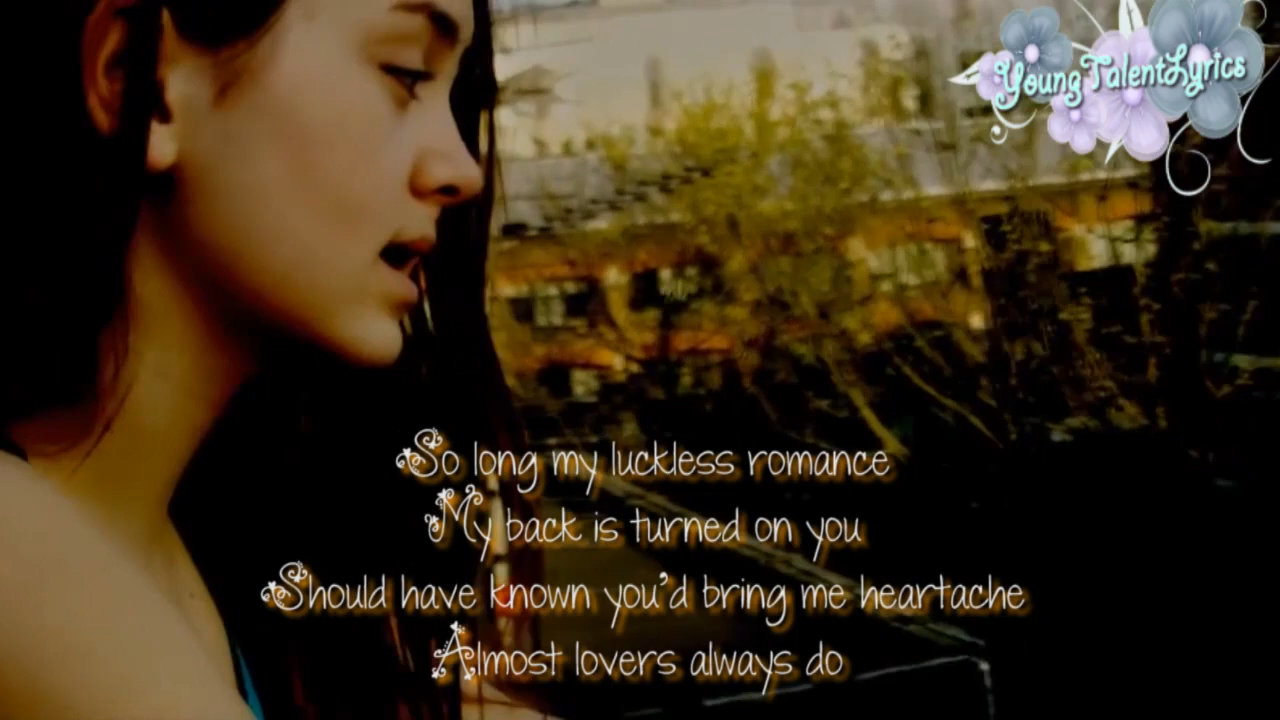 YoungTalentLyrics
So long my luckless romance
My back is turned on you
Should have known you'd bring me heartache
Almost lovers always do